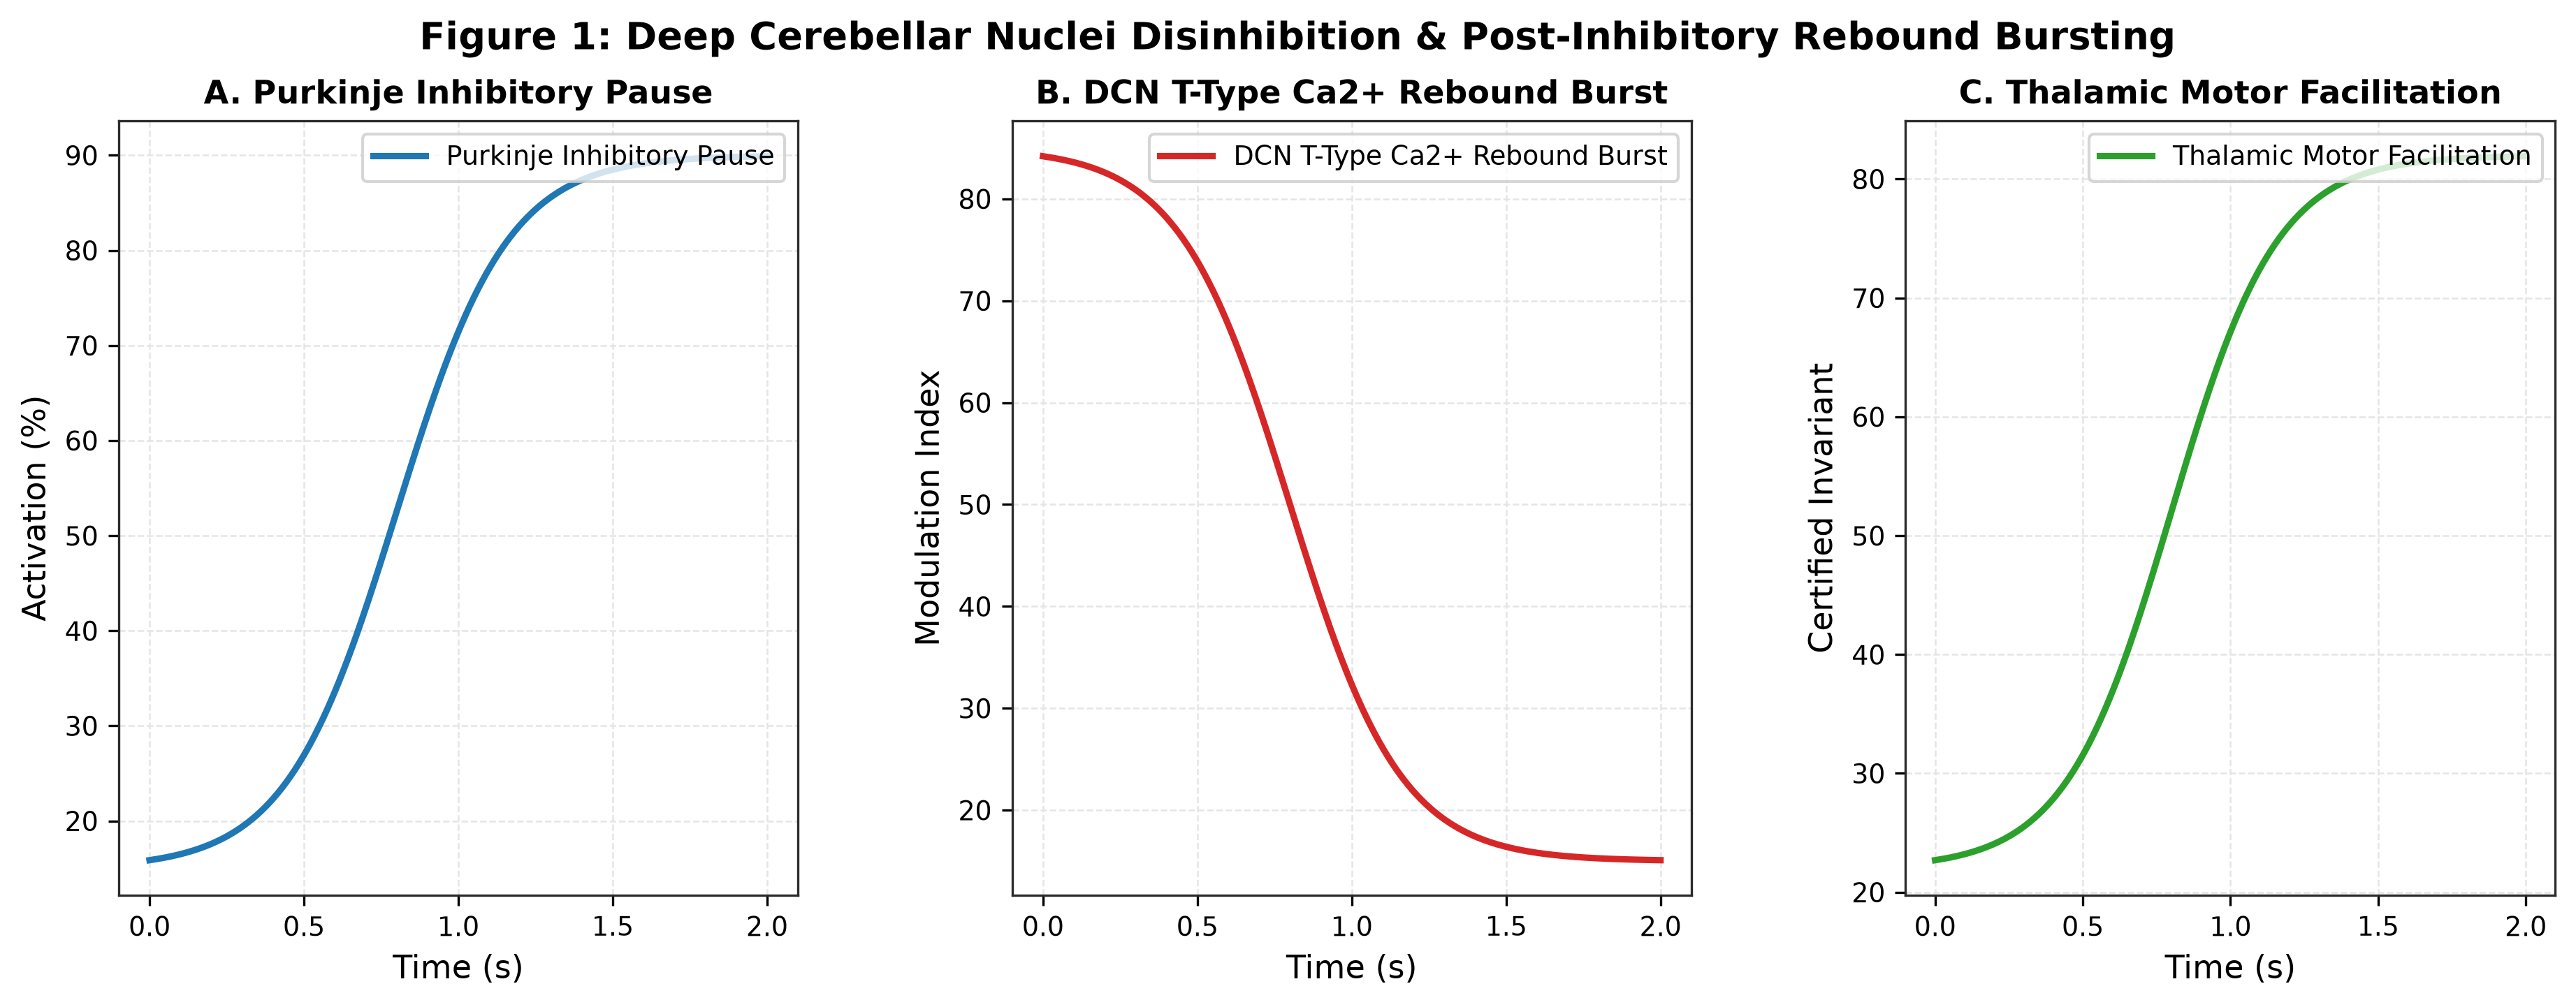 Figure 1: Deep Cerebellar Nuclei Disinhibition & Post-Inhibitory Rebound Bursting
A. Purkinje Inhibitory Pause
Purkinje Inhibitory Pause
Activation (%)
90
80
70
60
50
40
30
20
0.0 0.5 1.0 1.5 2.0
Time (s)
B. DCN T-Type Ca2+ Rebound Burst
DCN T-Type Ca2+ Rebound Burst
Modulation Index
80
70
60
50
40
30
20
0.0 0.5 1.0 1.5 2.0
Time (s)
C. Thalamic Motor Facilitation
Thalamic Motor Facilitation
Certified Invariant
80
70
60
50
40
30
20
0.0 0.5 1.0 1.5 2.0
Time (s)